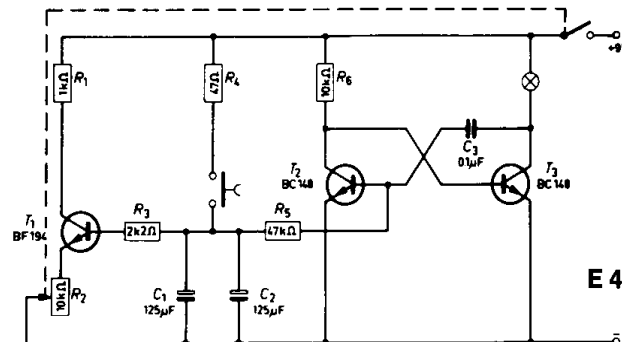 +9
R1
1kΩ
R4
47Ω
R6
10kΩ
C3
0.1µF
T2
BC 148
T3
BC 148
T1
BF 194
R3
2k2Ω
R5
47kΩ
R2
10kΩ
C1
125µF
C2
125µF
E 4
-